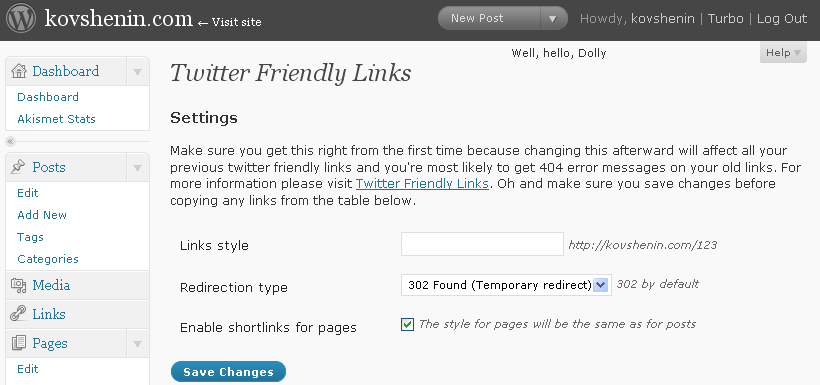 kovshenin.com ← Visit site
New Post
Howdy, kovshenin | Turbo | Log Out
Well, hello, Dolly
Help
Dashboard
Dashboard
Akismet Stats
Posts
Edit
Add New
Tags
Categories
Media
Links
Pages
Edit
Twitter Friendly Links
Settings
Make sure you get this right from the first time because changing this afterward will affect all your
previous twitter friendly links and you're most likely to get 404 error messages on your old links. For
more information please visit Twitter Friendly Links. Oh and make sure you save changes before
copying any links from the table below.
Links style
http://kovshenin.com/123
Redirection type
302 Found (Temporary redirect)
302 by default
Enable shortlinks for pages
The style for pages will be the same as for posts
Save Changes